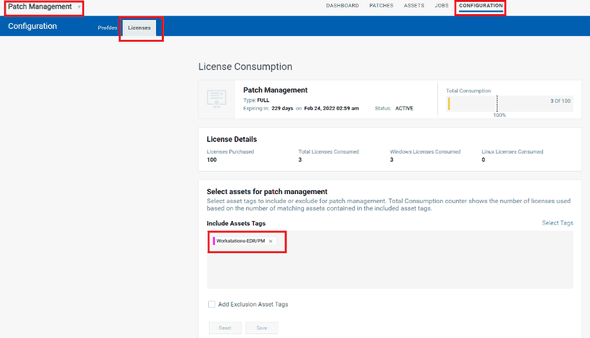 Patch Management
DASHBOARD PATCHES ASSETS JOBS CONFIGURATION
Configuration Profiles Licenses
License Consumption
Patch Management
Type: FULL
Expiring in: 229 days on Feb 24, 2022 02:59 am Status: ACTIVE
Total Consumption
3 Of 100
100%
License Details
Licenses Purchased Total Licenses Consumed Windows Licenses Consumed Linux Licenses Consumed
100 3 3 0
Select assets for patch management
Select asset tags to include or exclude for patch management. Total Consumption counter shows the number of licenses used
based on the number of matching assets contained in the included asset tags.
Include Assets Tags Select Tags
Workstations-EDR/PM
Add Exclusion Asset Tags
Reset Save